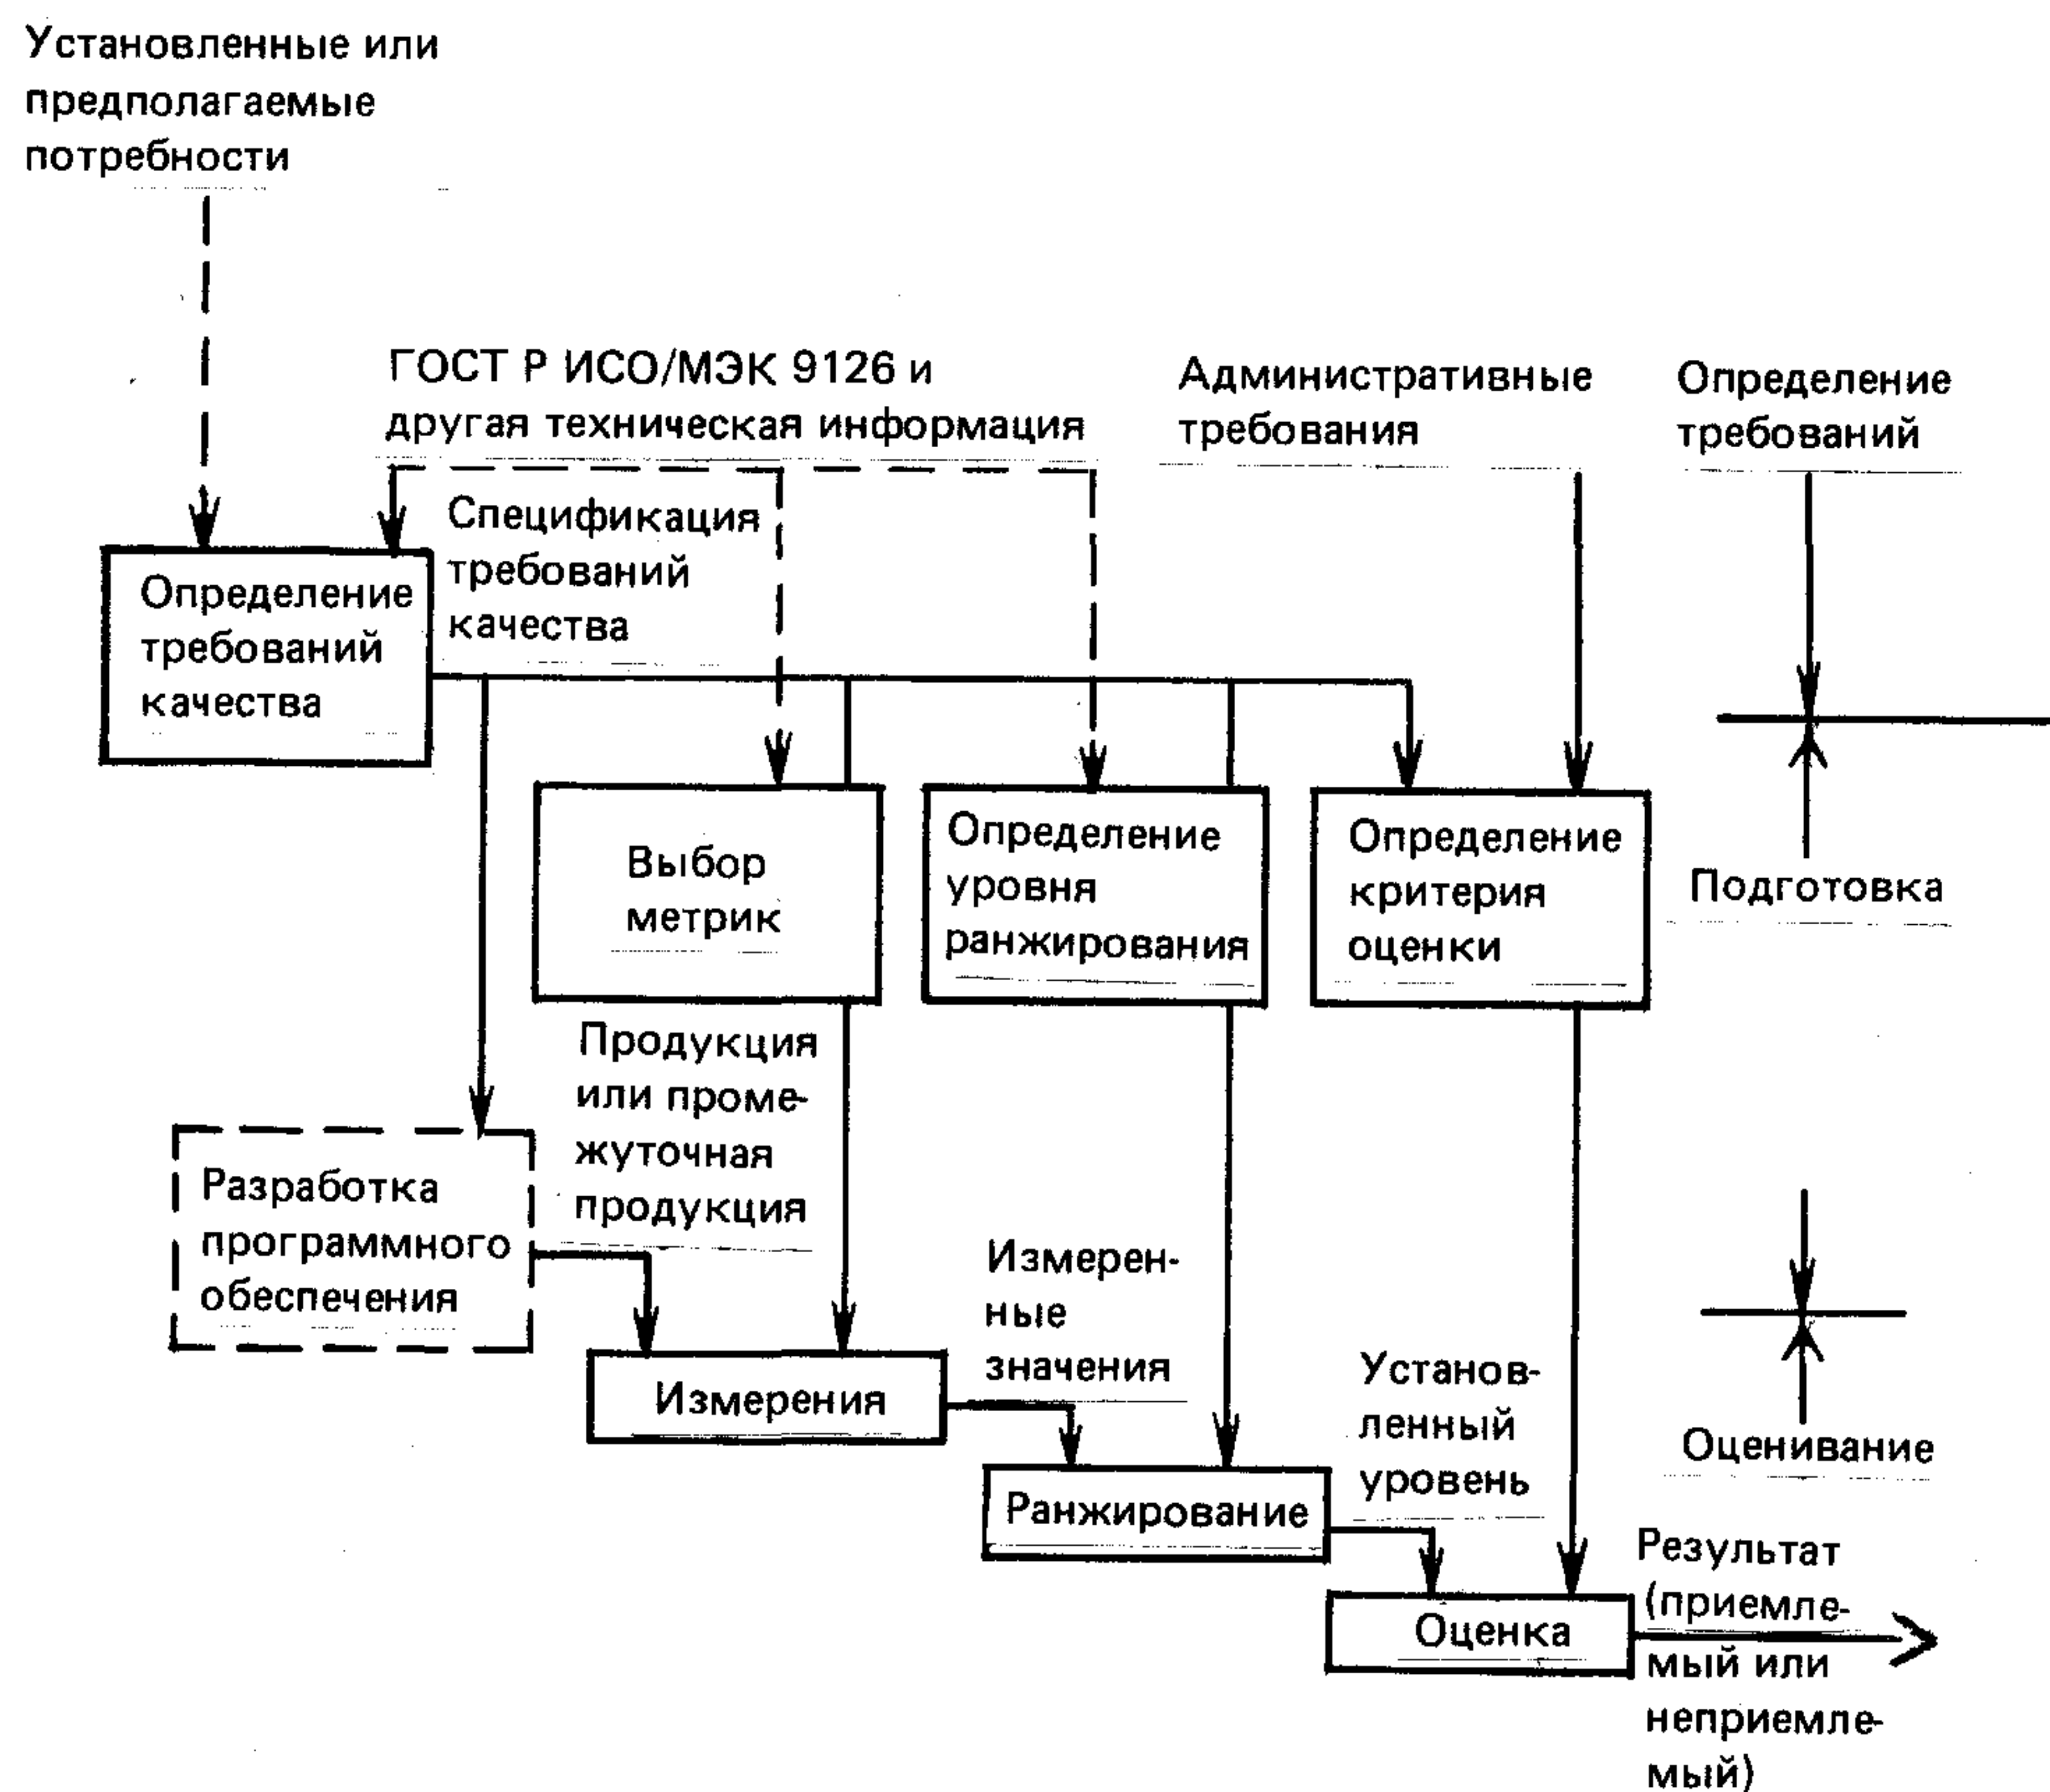 Установленные или
предполагаемые
потребности
ГОСТ Р ИСО/МЭК 9126 и
другая техническая информация
Административные
требования
Определение
требований
Спецификация
требований
качества
Определение
требований
качества
Выбор
метрик
Определение
уровня
ранжирования
Определение
критерия
оценки
Подготовка
Продукция
или проме-
жуточная
продукция
Разработка
программного
обеспечения
Измерен-
ные
значения
Измерения
Установ-
ленный
уровень
Оценивание
Ранжирование
Результат
(приемле-
мый или
неприемле-
мый)
Оценка